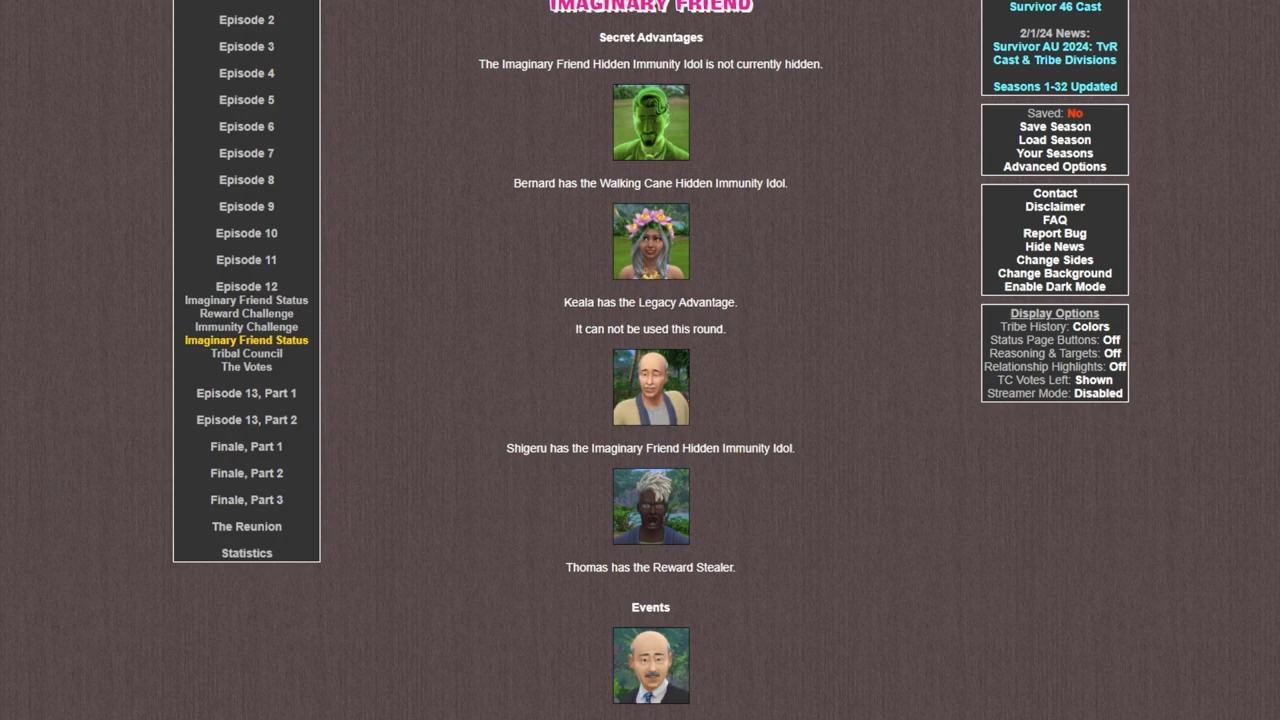 Episode 2
Episode 3
Episode 4
Episode 5
Episode 6
Episode 7
Episode 8
Episode 9
Episode 10
Episode 11
Episode 12
Imaginary Friend Status
Reward Challenge
Immunity Challenge
Imaginary Friend Status
Tribal Council
The Votes
Episode 13, Part 1
Episode 13, Part 2
Finale, Part 1
Finale, Part 2
Finale, Part 3
The Reunion
Statistics
IMAGINARY FRIEND
Secret Advantages
The Imaginary Friend Hidden Immunity Idol is not currently hidden.
Bernard has the Walking Cane Hidden Immunity Idol.
Keala has the Legacy Advantage.
It can not be used this round.
Shigeru has the Imaginary Friend Hidden Immunity Idol.
Thomas has the Reward Stealer.
Events
Survivor 46 Cast
2/1/24 News:
Survivor AU 2024: TvR
Cast & Tribe Divisions
Seasons 1-32 Updated
Saved: No
Save Season
Load Season
Your Seasons
Advanced Options
Contact
Disclaimer
FAQ
Report Bug
Hide News
Change Sides
Change Background
Enable Dark Mode
Display Options
Tribe History: Colors
Status Page Buttons: Off
Reasoning & Targets: Off
Relationship Highlights: Off
TC Votes Left: Shown
Streamer Mode: Disabled